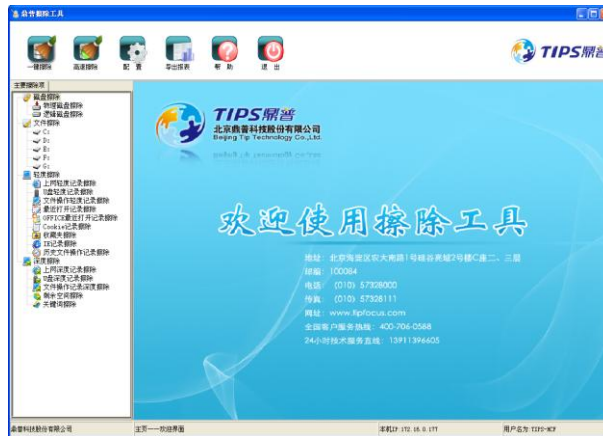 鼎普擦除工具
一键擦除 高速擦除 配 置 导出报表 帮 助 退 出
TIPS鼎普
主要擦除项
磁盘擦除
物理磁盘擦除
逻辑磁盘擦除
文件擦除
C:
D:
E:
F:
G:
轻度擦除
上网轻度记录擦除
U盘轻度记录擦除
文件操作轻度记录擦除
最近打开记录擦除
OFFICE最近打开记录擦除
Cookie记录擦除
收藏夹擦除
IE记录擦除
历史文件操作记录擦除
深度擦除
上网深度记录擦除
U盘深度记录擦除
文件操作记录深度擦除
剩余空间擦除
关键词擦除
TIPS鼎普
北京鼎普科技股份有限公司
Beijing Tip Technology Co.,Ltd.
欢迎使用擦除工具
地址：北京海淀区农大南路1号硅谷亮城2号楼C座二、三层
邮编：100084
电话：(010) 57328000
传真：(010) 57328111
网址：www.tipfocus.com
全国客户服务热线：400-706-0568
24小时技术服务直线：13911396605
鼎普科技股份有限公司 主页——欢迎界面 本机IP 172.16.8.177 用户名为:TIPS-WCP